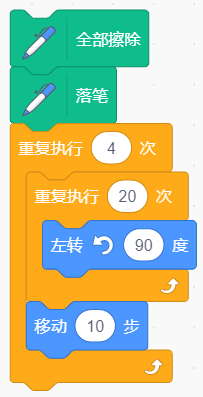 全部擦除
落笔
重复执行 4 次
重复执行 20 次
左转 90 度
移动 10 步